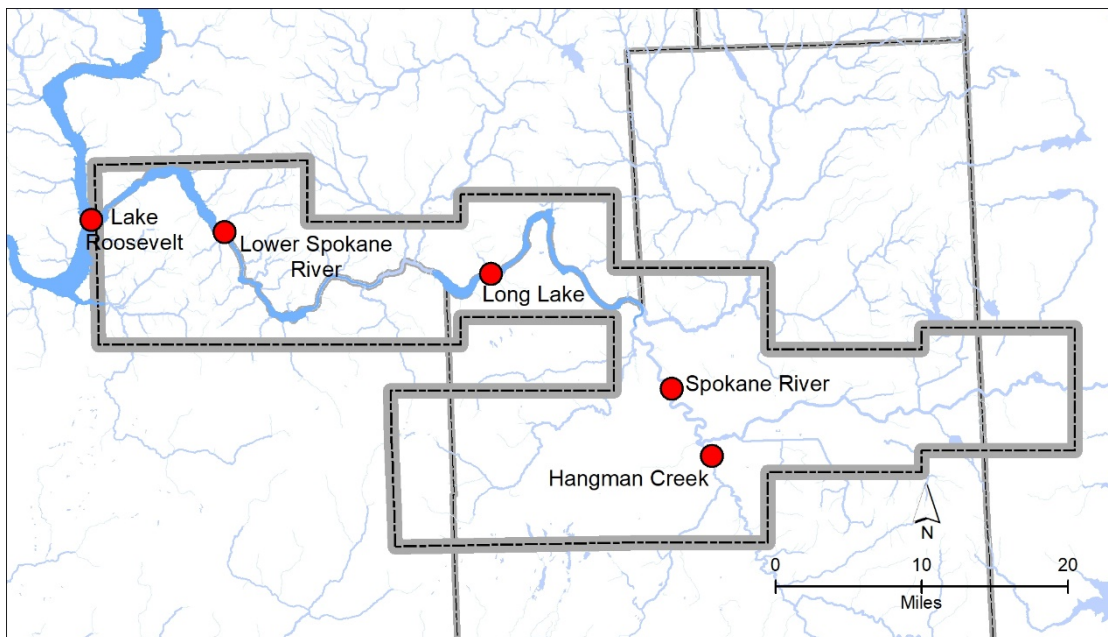 Lake
Roosevelt
Lower Spokane
River
Long Lake
Spokane River
Hangman Creek
N
0 10 20
Miles